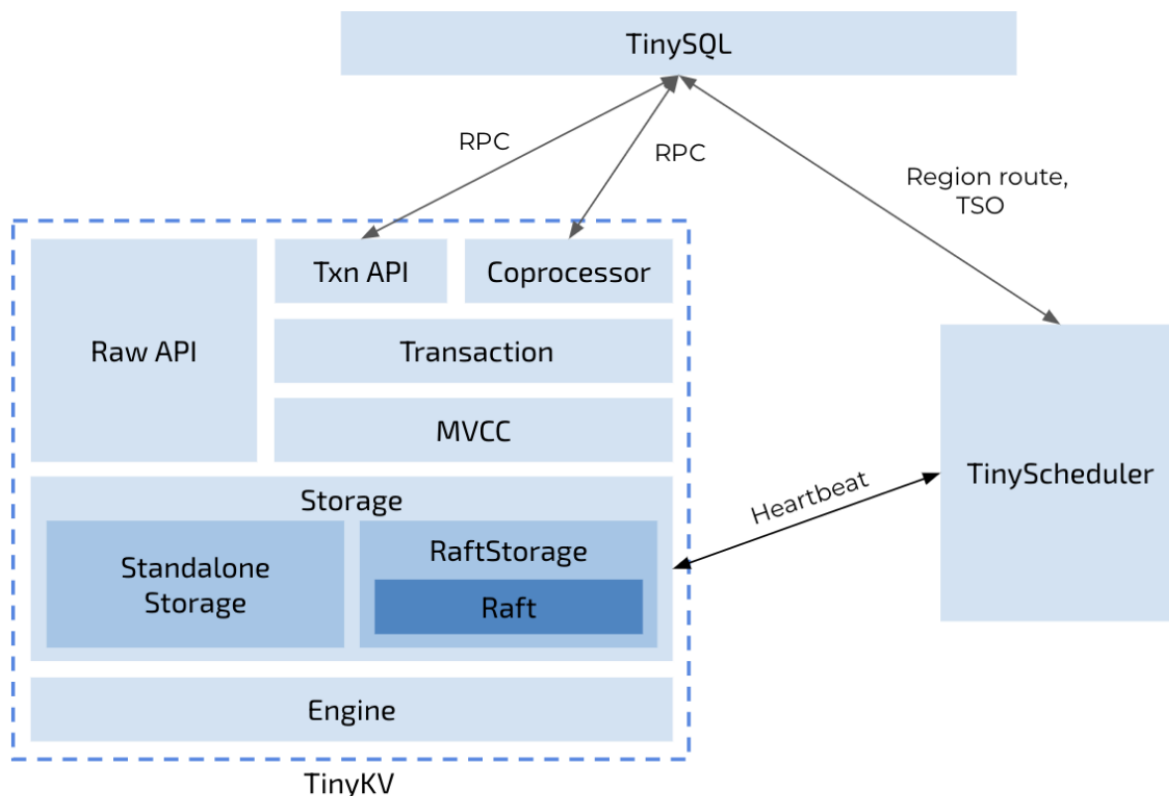 TinySQL
RPC
RPC
Region route,
TSO
Txn API
Coprocessor
Raw API
Transaction
MVCC
TinyScheduler
Heartbeat
Storage
Standalone
Storage
RaftStorage
Raft
Engine
TinyKV